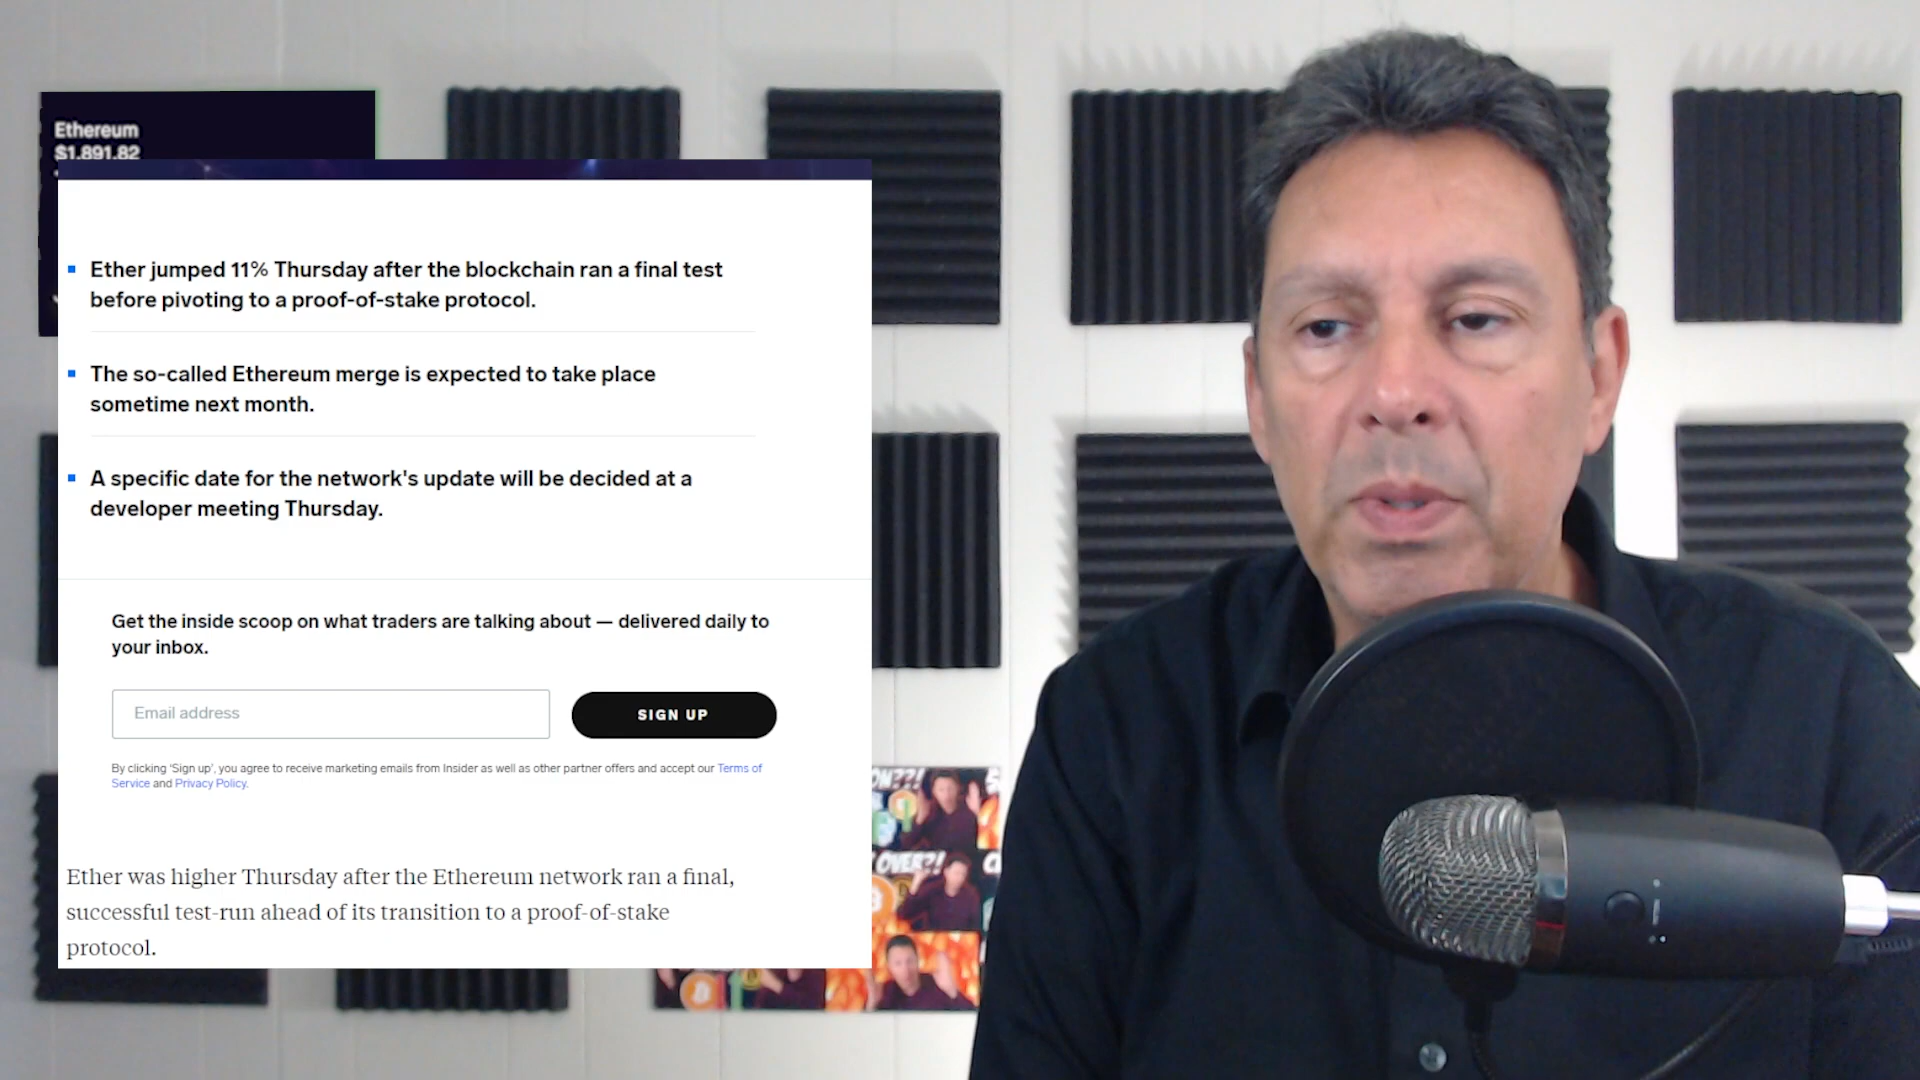 Ethereum
$1,891.82
Ether jumped 11% Thursday after the blockchain ran a final test
before pivoting to a proof-of-stake protocol.
The so-called Ethereum merge is expected to take place
sometime next month.
A specific date for the network's update will be decided at a
developer meeting Thursday.
Get the inside scoop on what traders are talking about — delivered daily to
your inbox.
Email address
SIGN UP
By clicking 'Sign up', you agree to receive marketing emails from Insider as well as other partner offers and accept our Terms of
Service and Privacy Policy.
Ether was higher Thursday after the Ethereum network ran a final,
successful test-run ahead of its transition to a proof-of-stake
protocol.
OVER?!